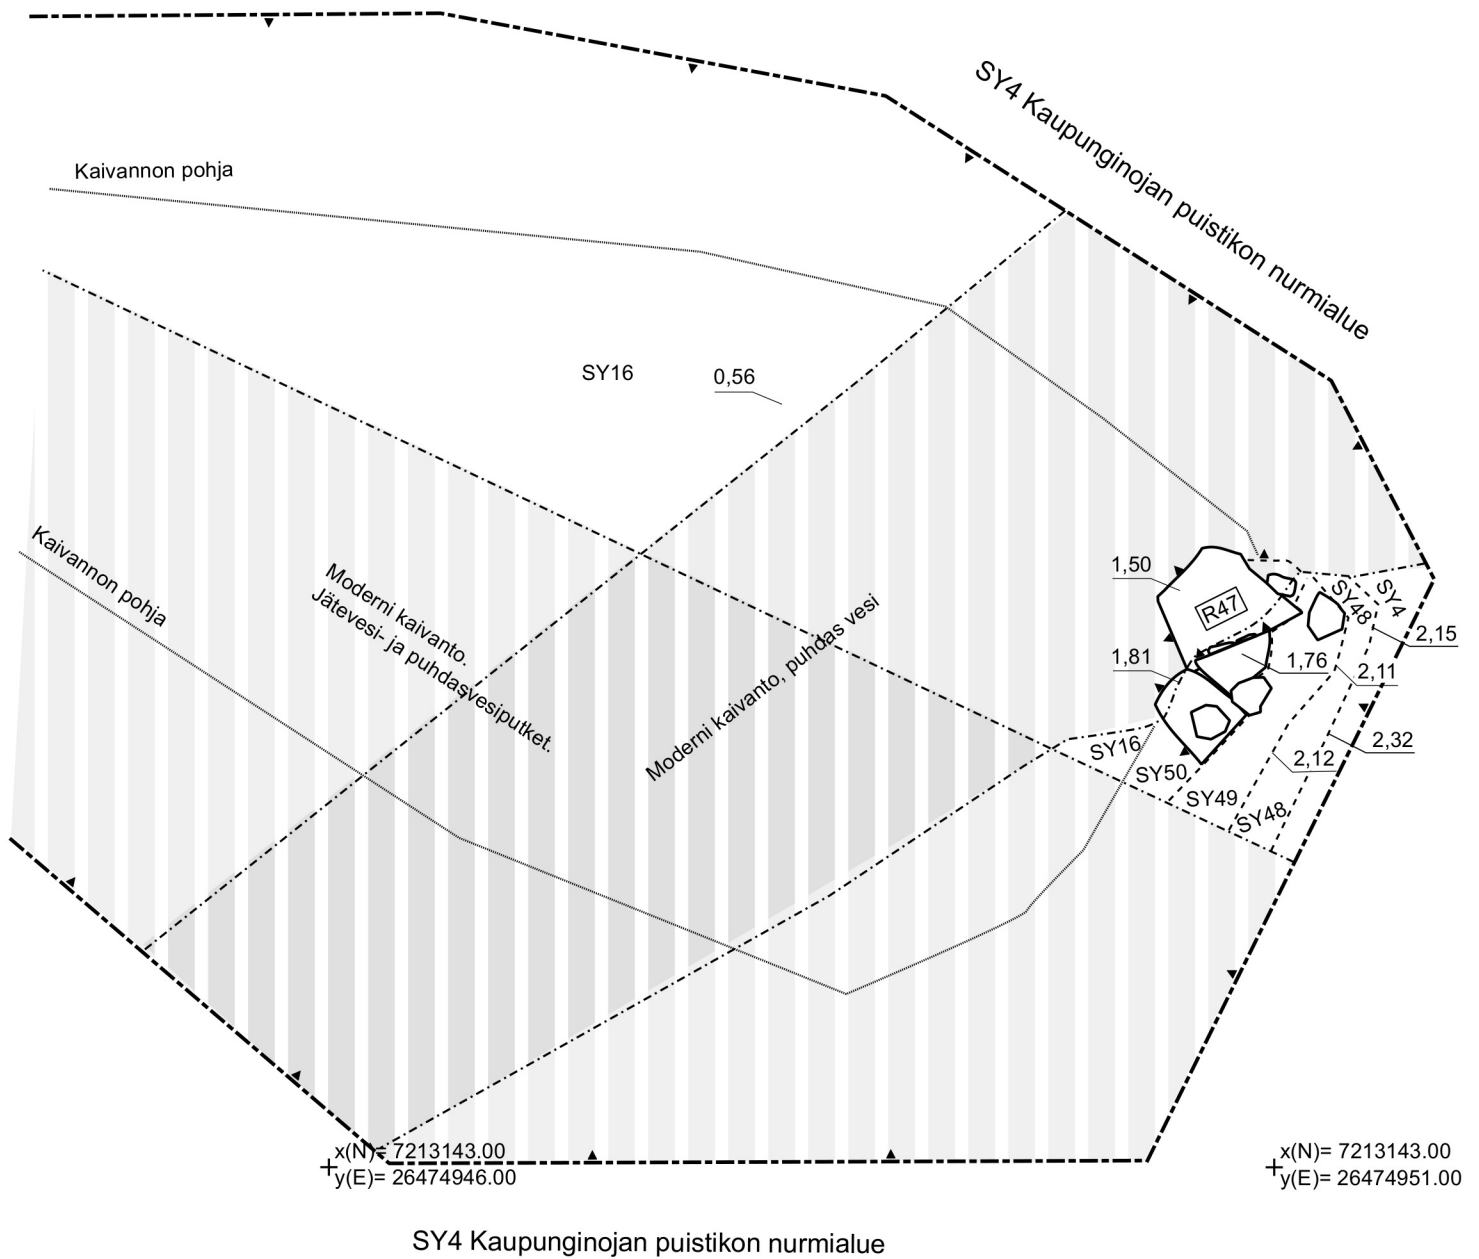 SY4 Kaupunginojan puistikon nurmialue
Kaivannon pohja
SY16
0,56
Kaivannon pohja
Moderni kaivanto.
Jätevesi- ja puhdasvesiputket.
Moderni kaivanto, puhdas vesi
1,50
R47
SY48
SY4
2,15
1,81
1,76
2,11
SY16
2,32
SY50
2,12
SY49
SY48
x(N)= 7213143.00
y(E)= 26474946.00
x(N)= 7213143.00
y(E)= 26474951.00
SY4 Kaupunginojan puistikon nurmialue